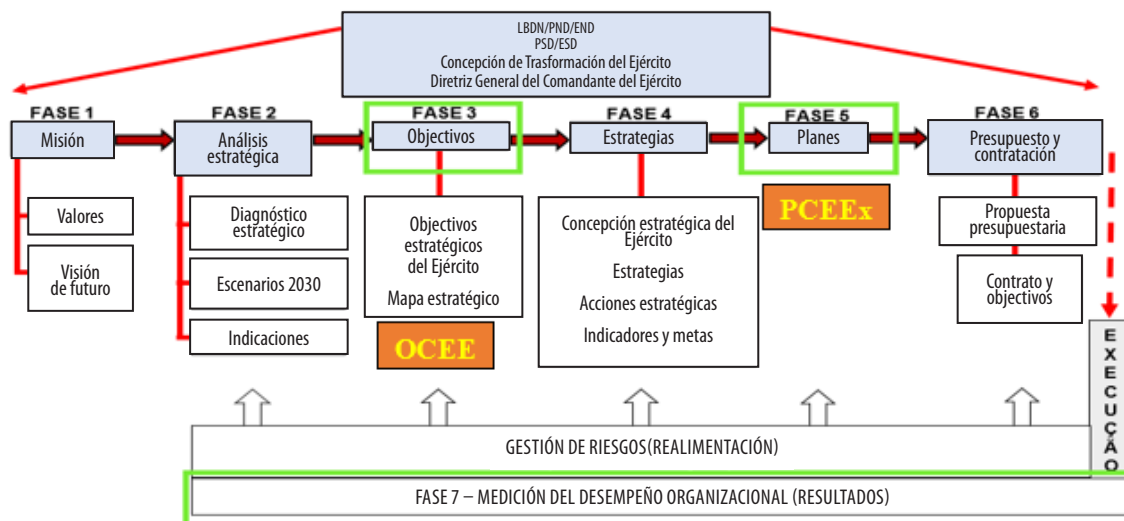 LBDN/PND/END
PSD/ESD
Concepción de Trasformación del Ejército
Diretriz General del Comandante del Ejército
FASE 1
Misión
Valores
Visión
de futuro
FASE 2
Análisis
estratégica
Diagnóstico
estratégico
Escenarios 2030
Indicaciones
FASE 3
Objectivos
Objectivos
estratégicos
del Ejército
Mapa estratégico
OCEE
FASE 4
Estrategias
Concepción estratégica del
Ejército
Estrategias
Acciones estratégicas
Indicadores y metas
FASE 5
Planes
PCEEx
FASE 6
Presupuesto y
contratación
Propuesta
presupuestaria
Contrato y
objectivos
EXECUÇÃO
GESTIÓN DE RIESGOS(REALIMENTACIÓN)
FASE 7 – MEDICIÓN DEL DESEMPEÑO ORGANIZACIONAL (RESULTADOS)